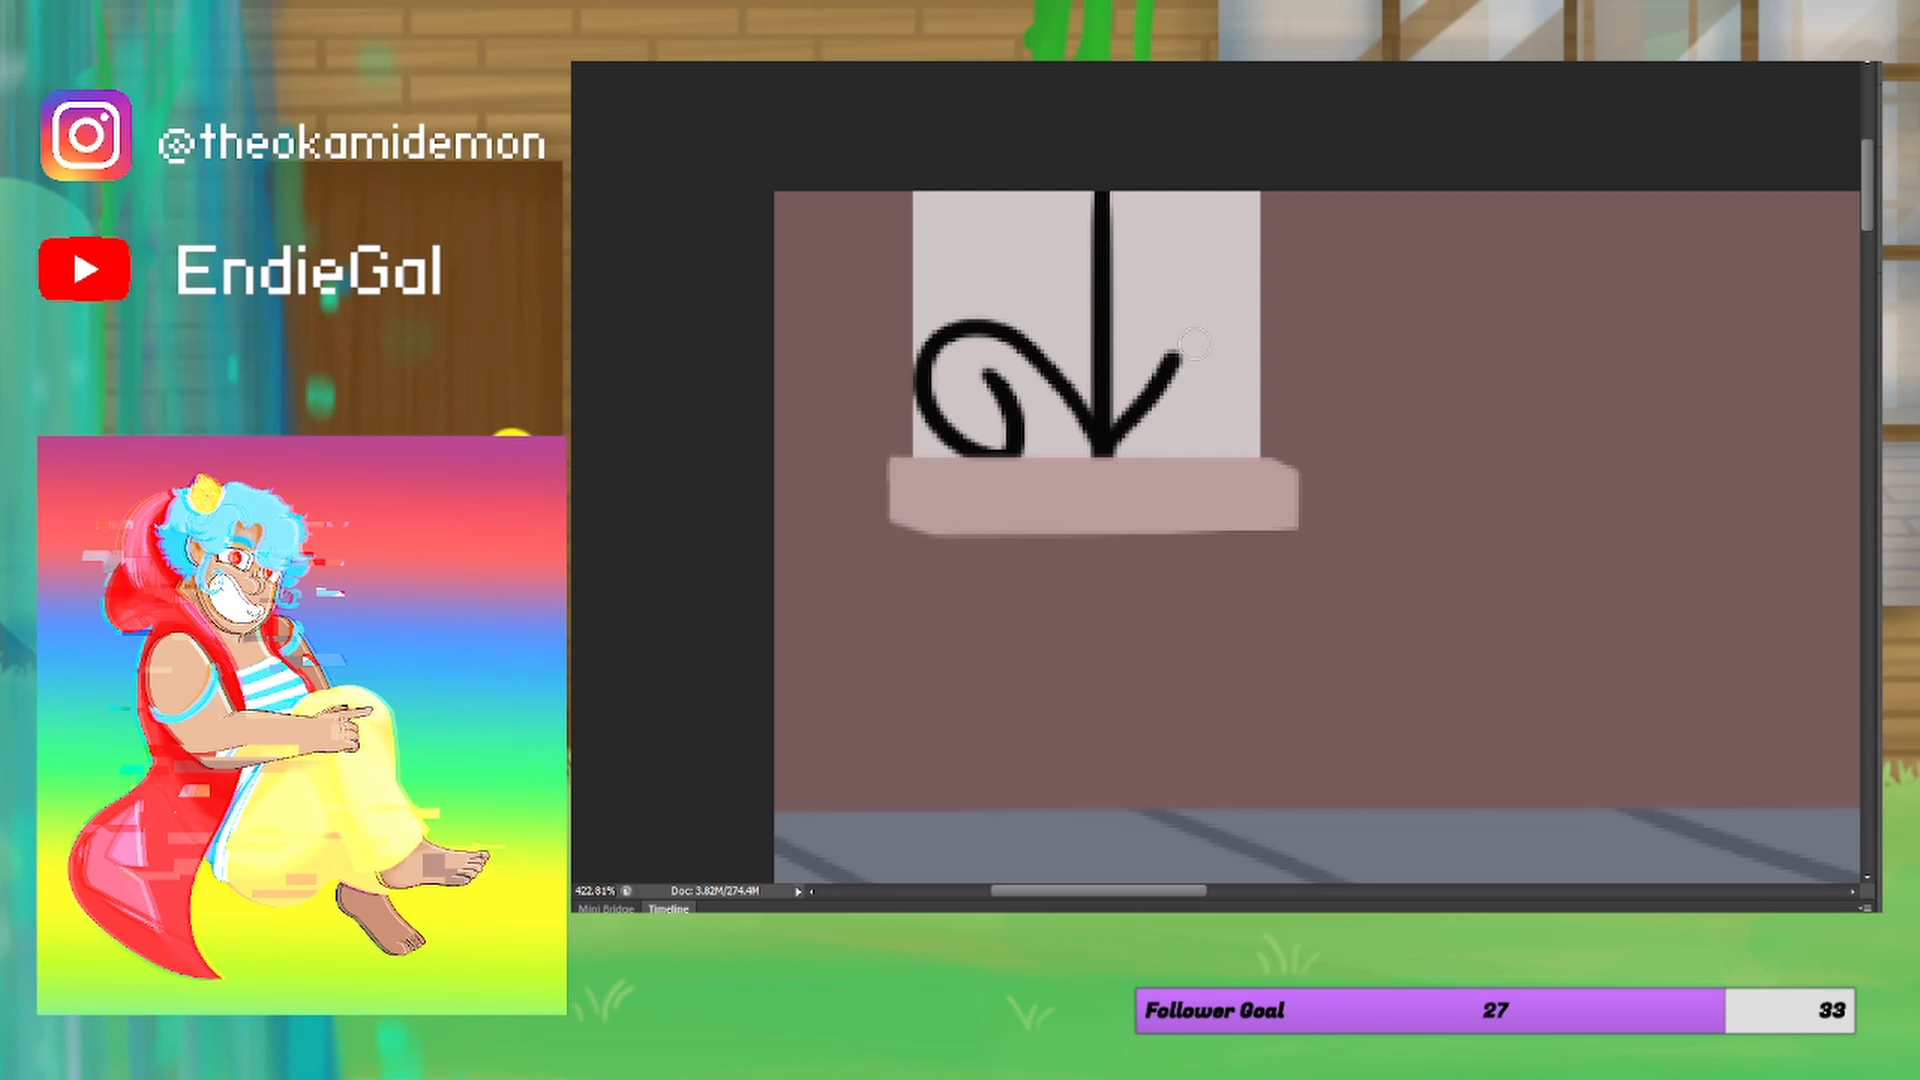 @theokamidemon
EndieGal
422.81%
Doc: 3.82M/274.4M
Mini Bridge
Timeline
Follower Goal 27 33